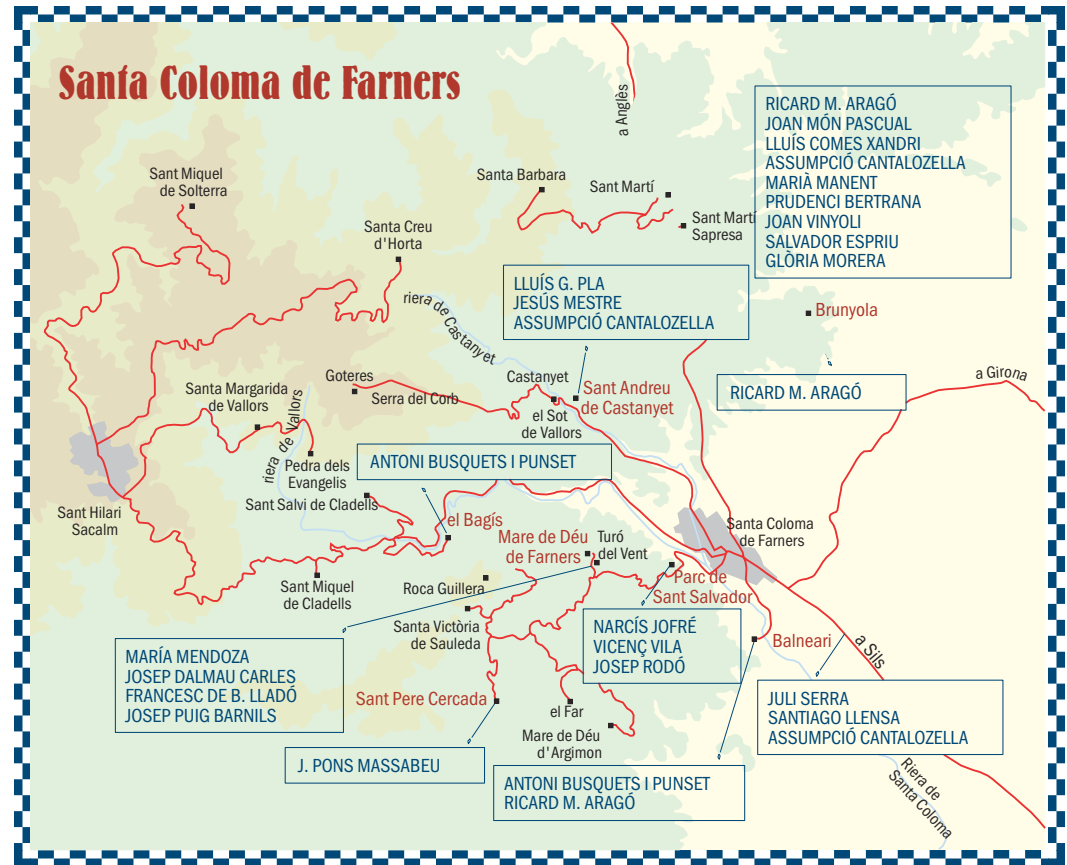 Santa Coloma de Farners
a Anglès
RICARD M. ARAGÓ
JOAN MÓN PASCUAL
LLUÍS COMES XANDRI
ASSUMPCIÓ CANTALOZELLA
MARIÀ MANENT
PRUDENCI BERTRANA
JOAN VINYOLI
SALVADOR ESPRIU
GLÒRIA MORERA
Sant Miquel
de Solterra
Santa Barbara
Sant Martí
Sant Martí
Sapresa
Santa Creu
d'Horta
LLUÍS G. PLA
JESÚS MESTRE
ASSUMPCIÓ CANTALOZELLA
riera de Castanyet
Brunyola
RICARD M. ARAGÓ
a Girona
Goteres
Serra del Corb
Castanyet
el Sot
de Vallors
Sant Andreu
de Castanyet
Santa Margarida
de Vallors
riera de Vallors
Pedra dels
Evangelis
ANTONI BUSQUETS I PUNSET
Sant Salvi de Cladells
Sant Hilari
Sacalm
el Bagís
Mare de Déu
de Farners
Turó
del Vent
Santa Coloma
de Farners
Sant Miquel
de Cladells
Roca Guillera
Parc de
Sant Salvador
Santa Victòria
de Sauleda
NARCÍS JOFRÉ
VICENÇ VILA
JOSEP RODÓ
Balneari
a Sils
MARÍA MENDOZA
JOSEP DALMAU CARLES
FRANCESC DE B. LLADÓ
JOSEP PUIG BARNILS
Sant Pere Cercada
el Far
Mare de Déu
d'Argimon
JULI SERRA
SANTIAGO LLENSA
ASSUMPCIÓ CANTALOZELLA
J. PONS MASSABEU
ANTONI BUSQUETS I PUNSET
RICARD M. ARAGÓ
Riera de
Santa Coloma